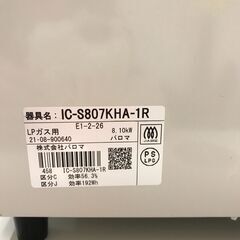 器具名: IC-S807KHA-1R
E1-2-26
LPガス用 8.10kW
21-08-900640 パロマ
株式会社パロマ
PS
LPG
458 IC-S807KHA-1R
区分C 効率56.3%
区分J 効率192Wh